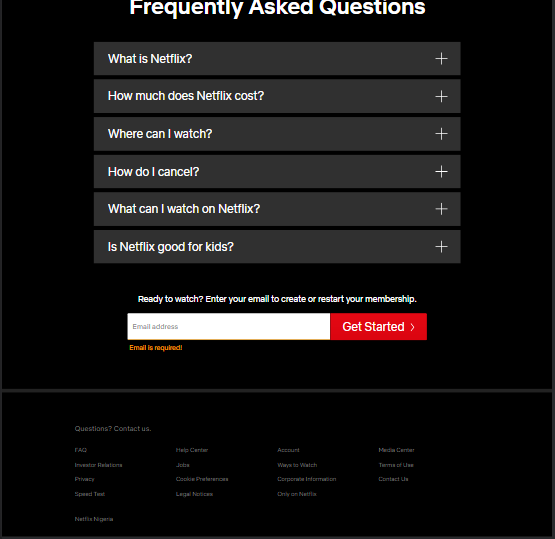 Frequently Asked Questions
What is Netflix?
How much does Netflix cost?
Where can I watch?
How do I cancel?
What can I watch on Netflix?
Is Netflix good for kids?
Ready to watch? Enter your email to create or restart your membership.
Email address
Get Started
Email is required!
Questions? Contact us.
FAQ Help Center Account Media Center
Investor Relations Jobs Ways to Watch Terms of Use
Privacy Cookie Preferences Corporate Information Contact Us
Speed Test Legal Notices Only on Netflix
Netflix Nigeria